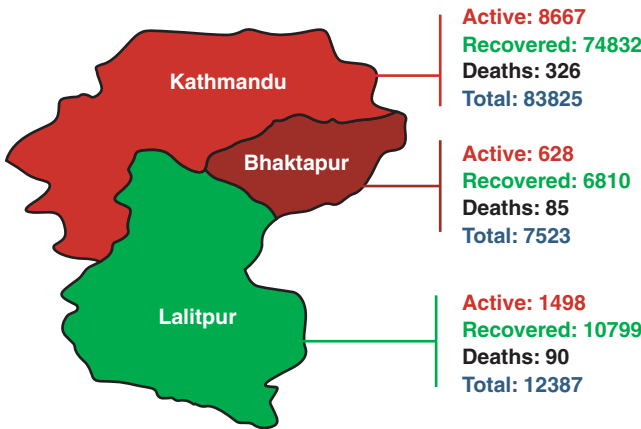 Kathmandu
Active: 8667
Recovered: 74832
Deaths: 326
Total: 83825
Bhaktapur
Active: 628
Recovered: 6810
Deaths: 85
Total: 7523
Lalitpur
Active: 1498
Recovered: 10799
Deaths: 90
Total: 12387